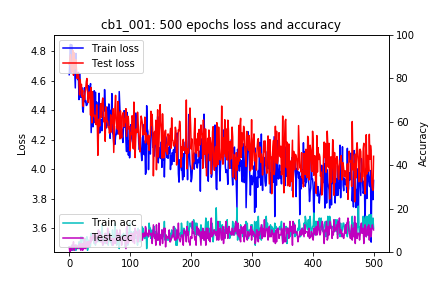 cb1_001: 500 epochs loss and accuracy
Train loss
Test loss
Train acc
Test acc
Loss
4.8
4.6
4.4
4.2
4.0
3.8
3.6
Accuracy
100
80
60
40
20
0
0
100
200
300
400
500